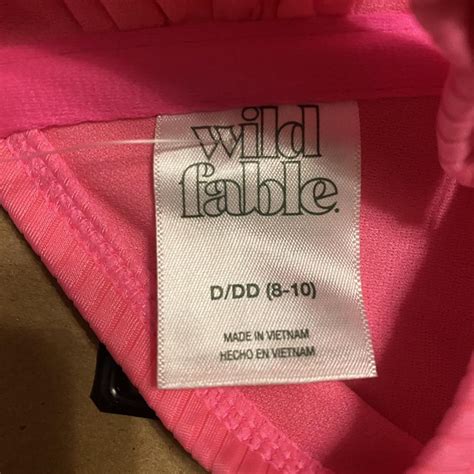 wild
fable.
D/DD (8-10)
MADE IN VIETNAM
HECHO EN VIETNAM